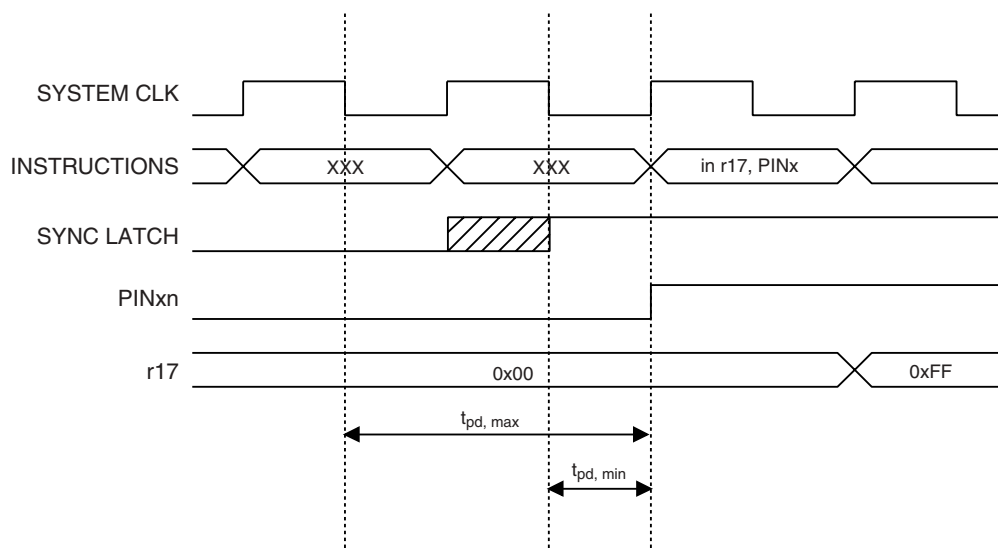 SYSTEM CLK
INSTRUCTIONS XXX XXX in r17, PINx
SYNC LATCH
PINxn
r17 0x00 0xFF
tpd, max
tpd, min